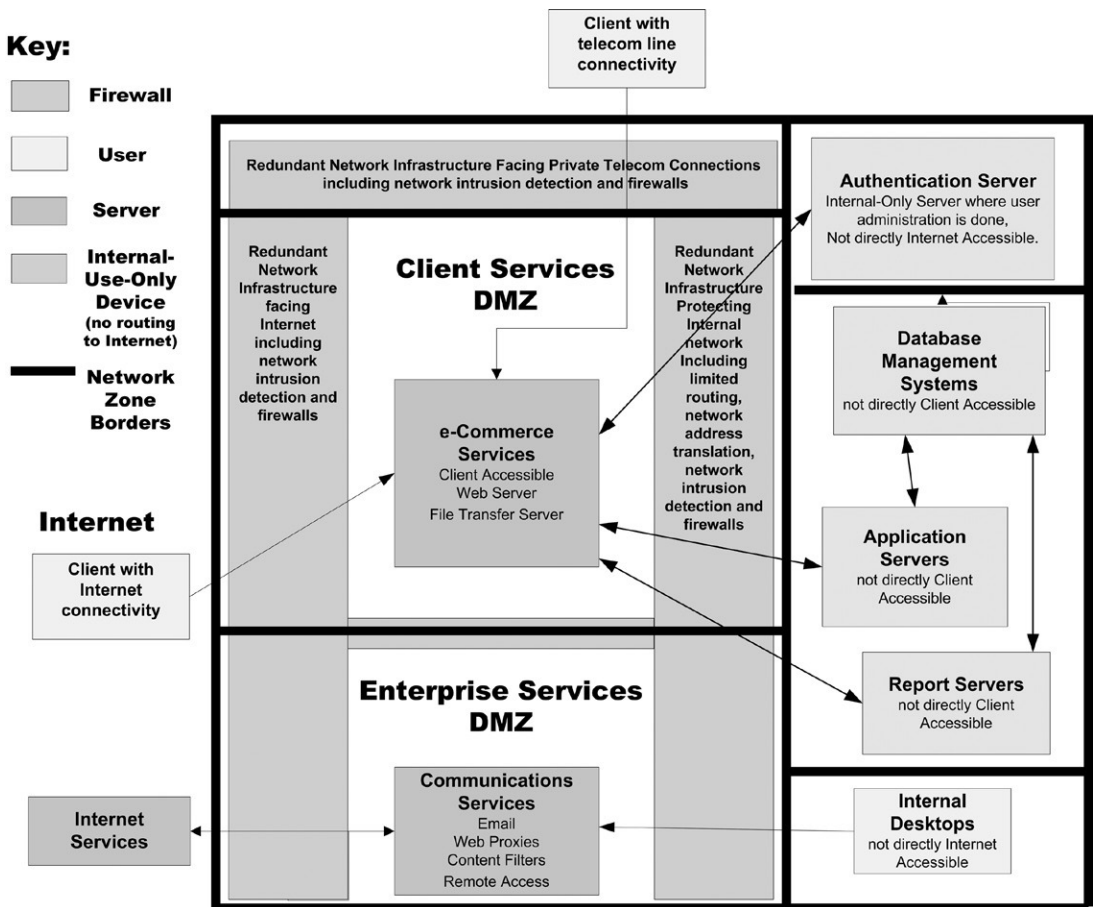 Client with
telecom line
connectivity
Key:
Firewall
User
Server
Internal-
Use-Only
Device
(no routing
to Internet)
Network
Zone
Borders
Redundant Network Infrastructure Facing Private Telecom Connections
including network intrusion detection and firewalls
Authentication Server
Internal-Only Server where user
administration is done,
Not directly Internet Accessible.
Redundant
Network
Infrastructure
facing
Internet
including
network
intrusion
detection and
firewalls
Client Services
DMZ
Redundant
Network
Infrastructure
Protecting
Internal
network
Including
limited
routing,
network
address
translation,
network
intrusion
detection and
firewalls
Database
Management
Systems
not directly Client Accessible
e-Commerce
Services
Client Accessible
Web Server
File Transfer Server
Internet
Client with
Internet
connectivity
Application
Servers
not directly Client
Accessible
Report Servers
not directly Client
Accessible
Enterprise Services
DMZ
Communications
Services
Email
Web Proxies
Content Filters
Remote Access
Internet
Services
Internal
Desktops
not directly Internet
Accessible